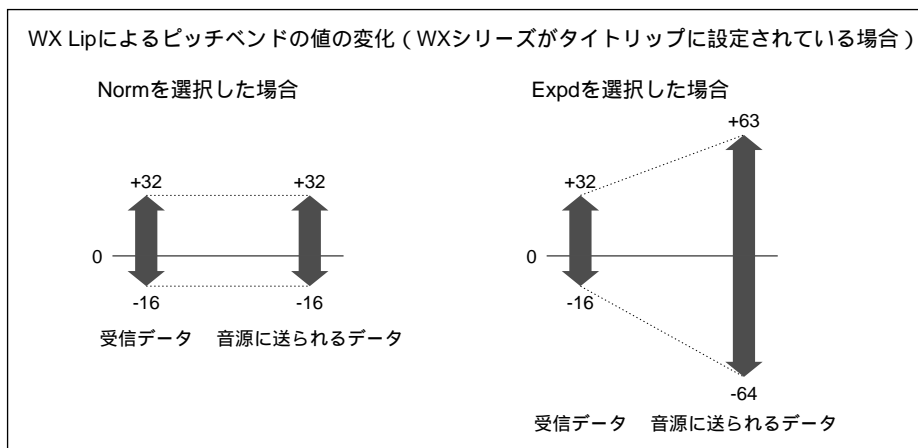 WX Lipによるピッチベンドの値の変化（WXシリーズがタイトリップに設定されている場合）
Normを選択した場合
+32
+32
0
-16
-16
受信データ
音源に送られるデータ
Expdを選択した場合
+63
+32
0
-16
-64
受信データ
音源に送られるデータ